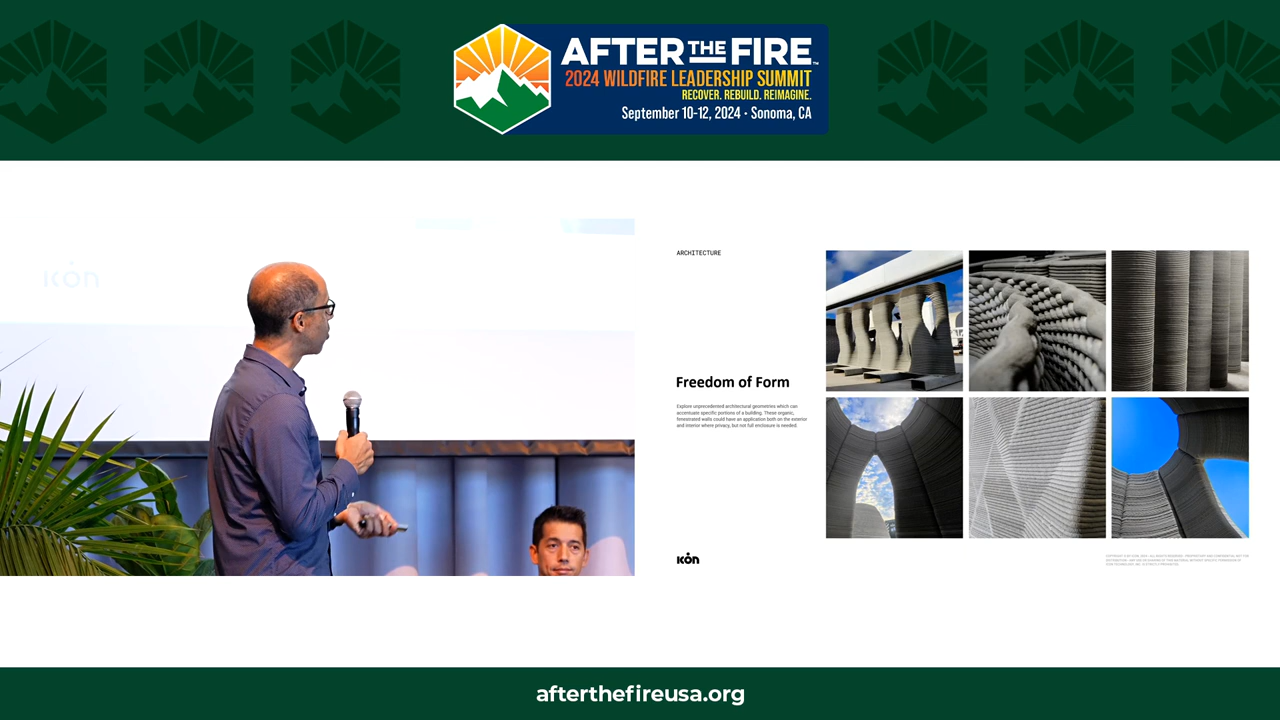 AFTER THE FIRE™
2024 WILDFIRE LEADERSHIP SUMMIT
RECOVER. REBUILD. REIMAGINE.
September 10-12, 2024 · Sonoma, CA
ICON
ARCHITECTURE
Freedom of Form
Explore unprecedented architectural geometries which can
accentuate specific portions of a building. These organic,
fenestrated walls could have an application both on the exterior
and interior where privacy, but not full enclosure is needed.
ICON
afterthefireusa.org